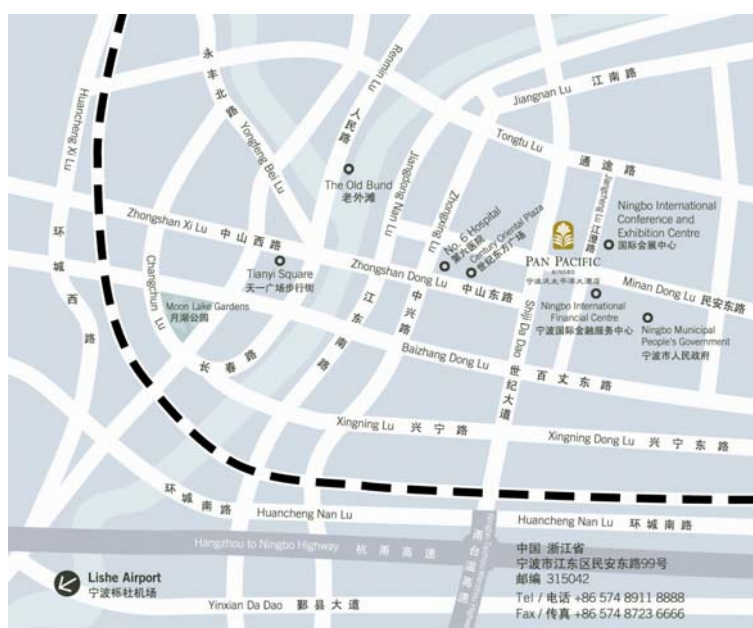 Renmin Lu
人民路
永丰北路
Yongfeng Bei Lu
Huancheng Xi Lu
环城西路
Jiangnan Lu
江南路
Tongtu Lu
通途路
The Old Bund
老外滩
Jiangdong Nan Lu
江东南路
Zhongxing Lu
中兴路
No. 6 Hospital
第六医院
Century Oriental Plaza
世纪东方广场
Jiangcheng Lu
江澄路
Ningbo International
Conference and
Exhibition Centre
国际会展中心
PAN PACIFIC
NINGBO
宁波泛太平洋大酒店
Zhongshan Xi Lu
中山西路
Tianyi Square
天一广场步行街
Zhongshan Dong Lu
中山东路
Minan Dong Lu
民安东路
Ningbo International
Financial Centre
宁波国际金融服务中心
Ningbo Municipal
People's Government
宁波市人民政府
Changchun Lu
长春路
Moon Lake Gardens
月湖公园
Shiji Da Dao
世纪大道
Baizhang Dong Lu
百丈东路
Xingning Lu
兴宁路
Xingning Dong Lu
兴宁东路
环城南路
Huancheng Nan Lu
Huancheng Nan Lu
环城南路
Hangzhou to Ningbo Highway
杭甬高速
甬台温高速
Lishe Airport
宁波栎社机场
Yinxian Da Dao
鄞县大道
中国 浙江省
宁波市江东区民安东路99号
邮编 315042
Tel / 电话 +86 574 8911 8888
Fax / 传真 +86 574 8723 6666